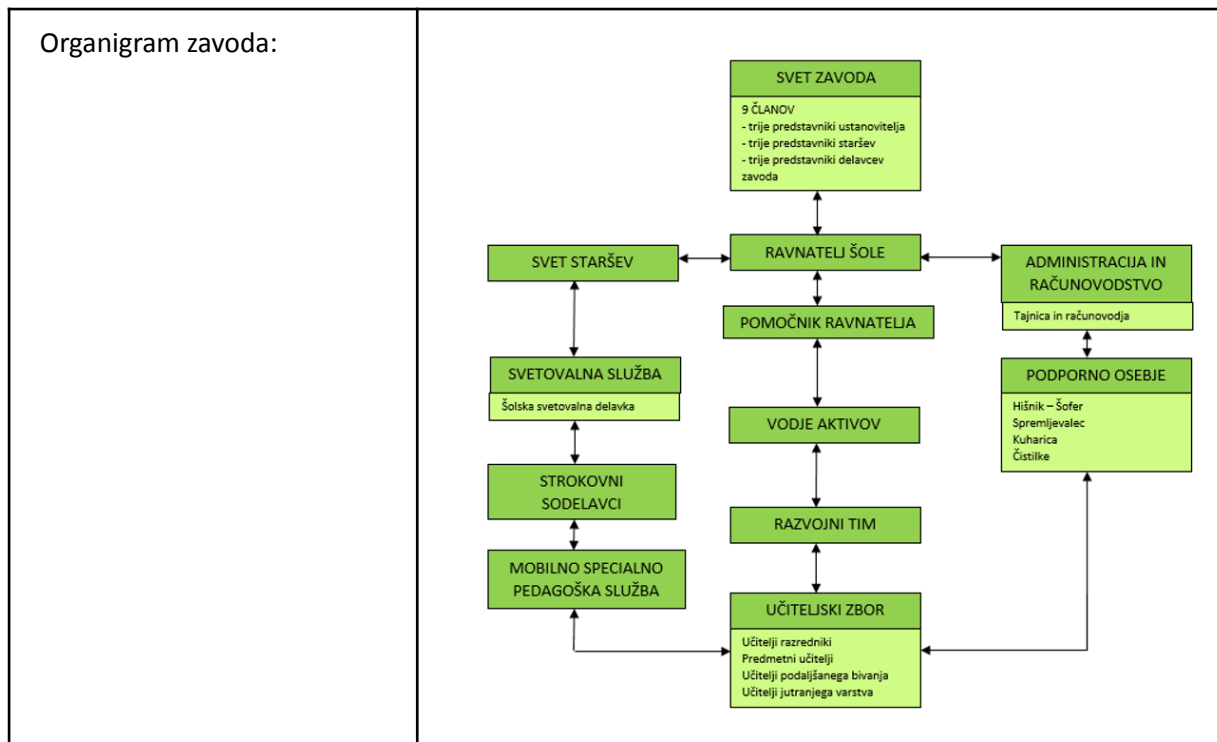 Organigram zavoda:
SVET ZAVODA
9 ČLANOV
- trije predstavniki ustanovitelja
- trije predstavniki staršev
- trije predstavniki delavcev
zavoda
SVET STARŠEV
RAVNATELJ ŠOLE
ADMINISTRACIJA IN
RAČUNOVODSTVO
Tajnica in računovodja
POMOČNIK RAVNATELJA
SVETOVALNA SLUŽBA
Šolska svetovalna delavka
PODPORNO OSEBJE
Hišnik – Šofer
Spremljevalec
Kuharica
Čistilke
VODJE AKTIVOV
STROKOVNI
SODELAVCI
RAZVOJNI TIM
MOBILNO SPECIALNO
PEDAGOŠKA SLUŽBA
UČITELJSKI ZBOR
Učitelji razredniki
Predmetni učitelji
Učitelji podaljšanega bivanja
Učitelji jutranjega varstva